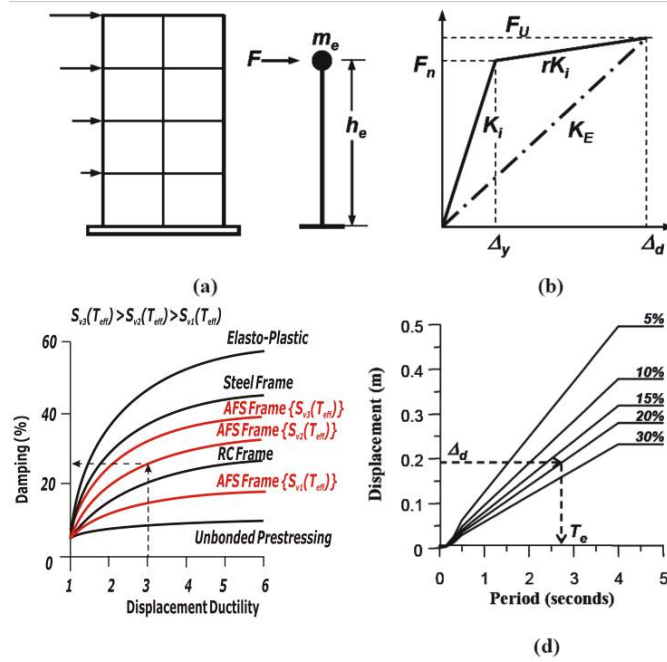 F
m_e
h_e
(a)
F_U
F_n
rK_i
K_i
K_E
Δ_y
Δ_d
(b)
S_v3(T_eff)>S_v2(T_eff)>S_v1(T_eff)
60
40
20
0
Damping (%)
Elasto-Plastic
Steel Frame
AFS Frame {S_v3(T_eff)}
AFS Frame {S_v2(T_eff)}
RC Frame
AFS Frame {S_v1(T_eff)}
Unbonded Prestressing
1 2 3 4 5 6
Displacement Ductility
0.5
0.4
0.3
0.2
0.1
0
Displacement (m)
5%
10%
15%
20%
30%
Δ_d
T_e
0 1 2 3 4 5
Period (seconds)
(d)